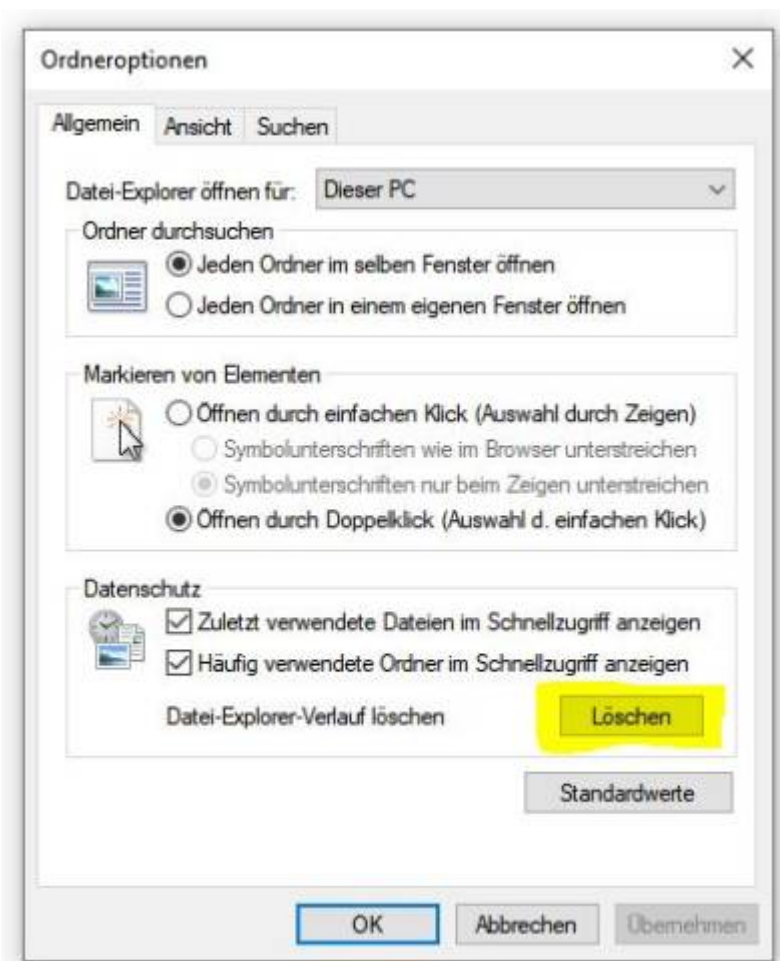 Ordneroptionen
Allgemein Ansicht Suchen
Datei-Explorer öffnen für: Dieser PC
Ordner durchsuchen
Jeden Ordner im selben Fenster öffnen
Jeden Ordner in einem eigenen Fenster öffnen
Markieren von Elementen
Öffnen durch einfachen Klick (Auswahl durch Zeigen)
Symbolunterschriften wie im Browser unterstreichen
Symbolunterschriften nur beim Zeigen unterstreichen
Öffnen durch Doppelklick (Auswahl d. einfachen Klick)
Datenschutz
Zuletzt verwendete Dateien im Schnellzugriff anzeigen
Häufig verwendete Ordner im Schnellzugriff anzeigen
Datei-Explorer-Verlauf löschen Löschen
Standardwerte
OK Abbrechen Übernehmen